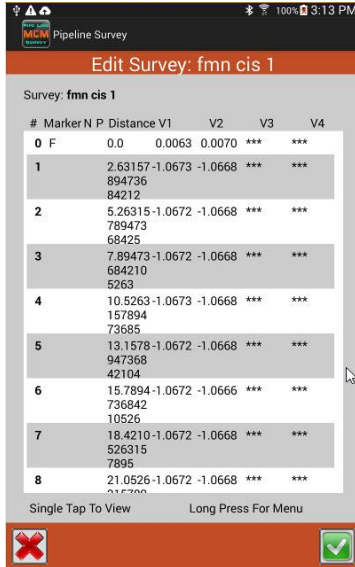 100% 3:13 PM
PIPE LINE
MCM
SURVEY
Pipeline Survey
Edit Survey: fmn cis 1
Survey: fmn cis 1
# Marker N P Distance V1 V2 V3 V4
0 F 0.0 0.0063 0.0070 *** ***
1 2.63157 -1.0673 -1.0668 *** ***
894736
84212
2 5.26315 -1.0672 -1.0668 *** ***
789473
68425
3 7.89473 -1.0672 -1.0668 *** ***
684210
5263
4 10.5263 -1.0673 -1.0668 *** ***
157894
73685
5 13.1578 -1.0672 -1.0668 *** ***
947368
42104
6 15.7894 -1.0672 -1.0666 *** ***
736842
10526
7 18.4210 -1.0672 -1.0668 *** ***
526315
7895
8 21.0526 -1.0672 -1.0668 *** ***
Single Tap To View Long Press For Menu